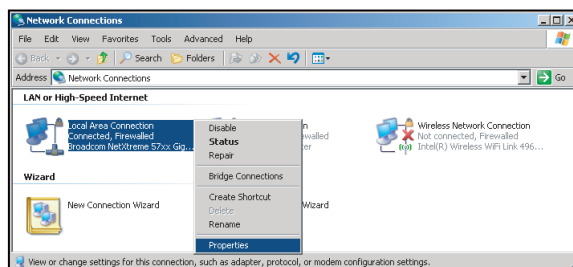 Network Connections
File Edit View Favorites Tools Advanced Help
Back Search Folders
Address Network Connections Go
LAN or High-Speed Internet
Local Area Connection
Connected, Firewalled
Broadcom NetXtreme 57xx Gig...
Disable
Status
Repair
Bridge Connections
Create Shortcut
Delete
Rename
Properties
Wireless Network Connection
Not connected, Firewalled
Intel(R) Wireless WiFi Link 496...
Wizard
New Connection Wizard
Wizard
View or change settings for this connection, such as adapter, protocol, or modem configuration settings.